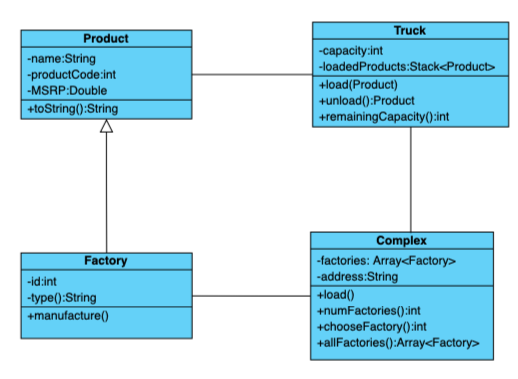 Product
-name:String
-productCode:int
-MSRP:Double
+toString():String
Truck
-capacity:int
-loadedProducts:Stack<Product>
+load(Product)
+unload():Product
+remainingCapacity():int
Factory
-id:int
-type():String
+manufacture()
Complex
-factories: Array<Factory>
-address:String
+load()
+numFactories():int
+chooseFactory():int
+allFactories():Array<Factory>